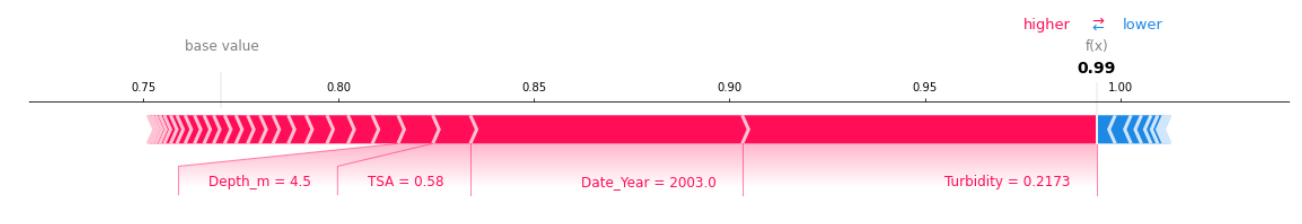 higher ⇄ lower
base value
f(x)
0.99
0.75 0.80 0.85 0.90 0.95 1.00
Depth_m = 4.5 TSA = 0.58 Date_Year = 2003.0 Turbidity = 0.2173